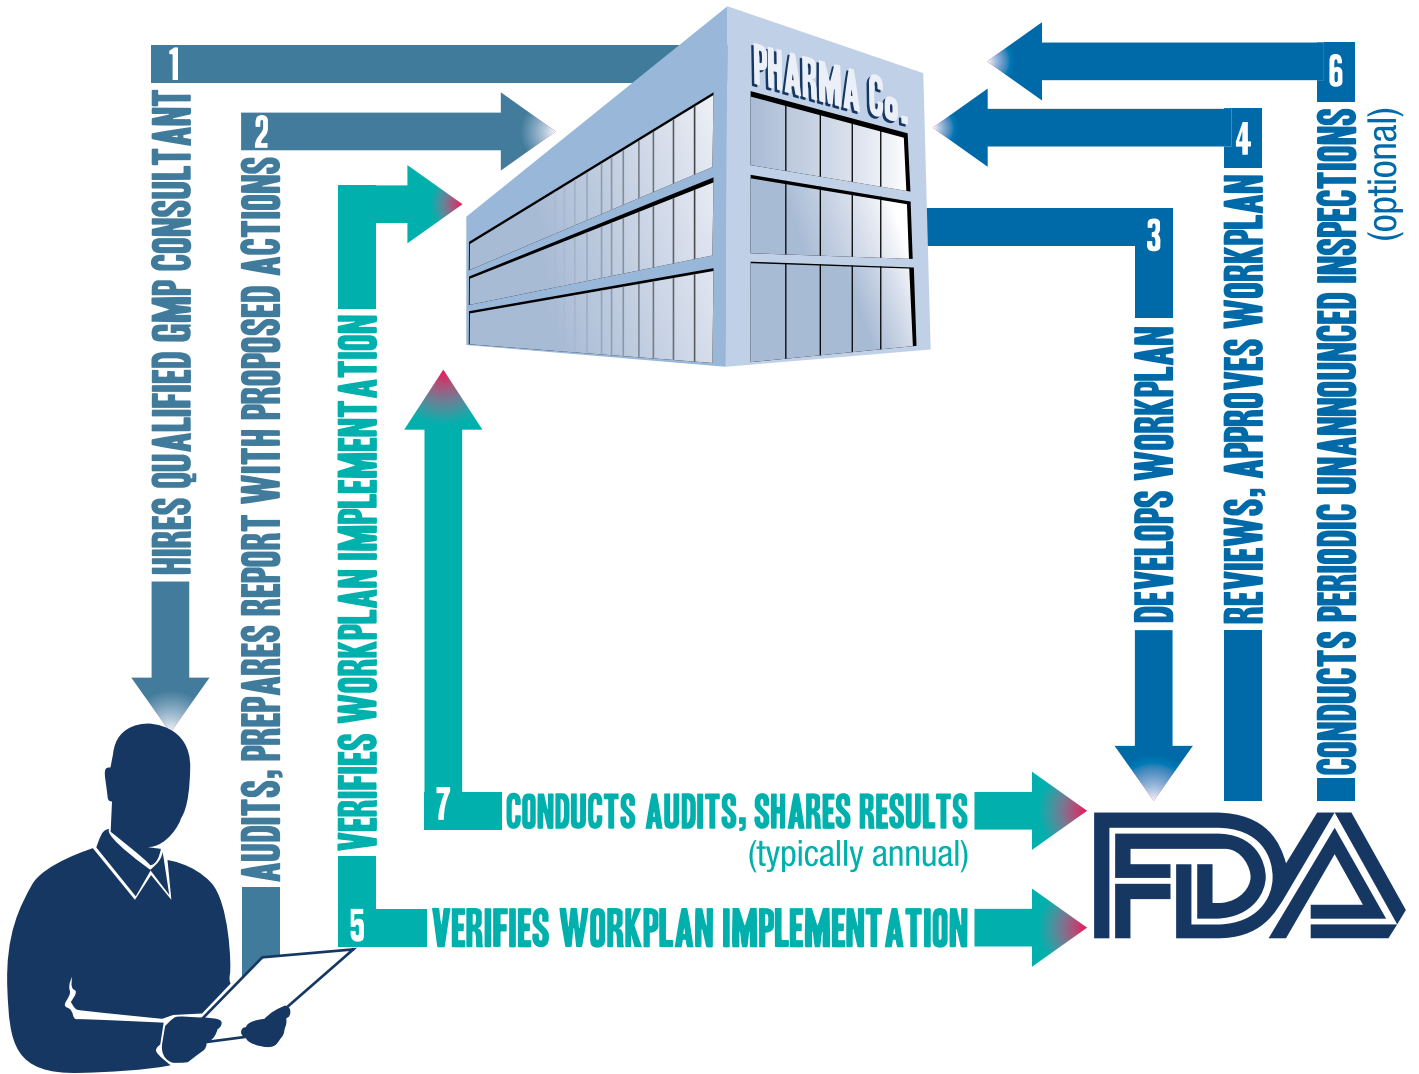 PHARMA Co.
1
HIRES QUALIFIED GMP CONSULTANT
2
AUDITS, PREPARES REPORT WITH PROPOSED ACTIONS
3
DEVELOPS WORKPLAN
4
REVIEWS, APPROVES WORKPLAN
5
VERIFIES WORKPLAN IMPLEMENTATION
VERIFIES WORKPLAN IMPLEMENTATION
6
CONDUCTS PERIODIC UNANNOUNCED INSPECTIONS
(optional)
7
CONDUCTS AUDITS, SHARES RESULTS
(typically annual)
FDA